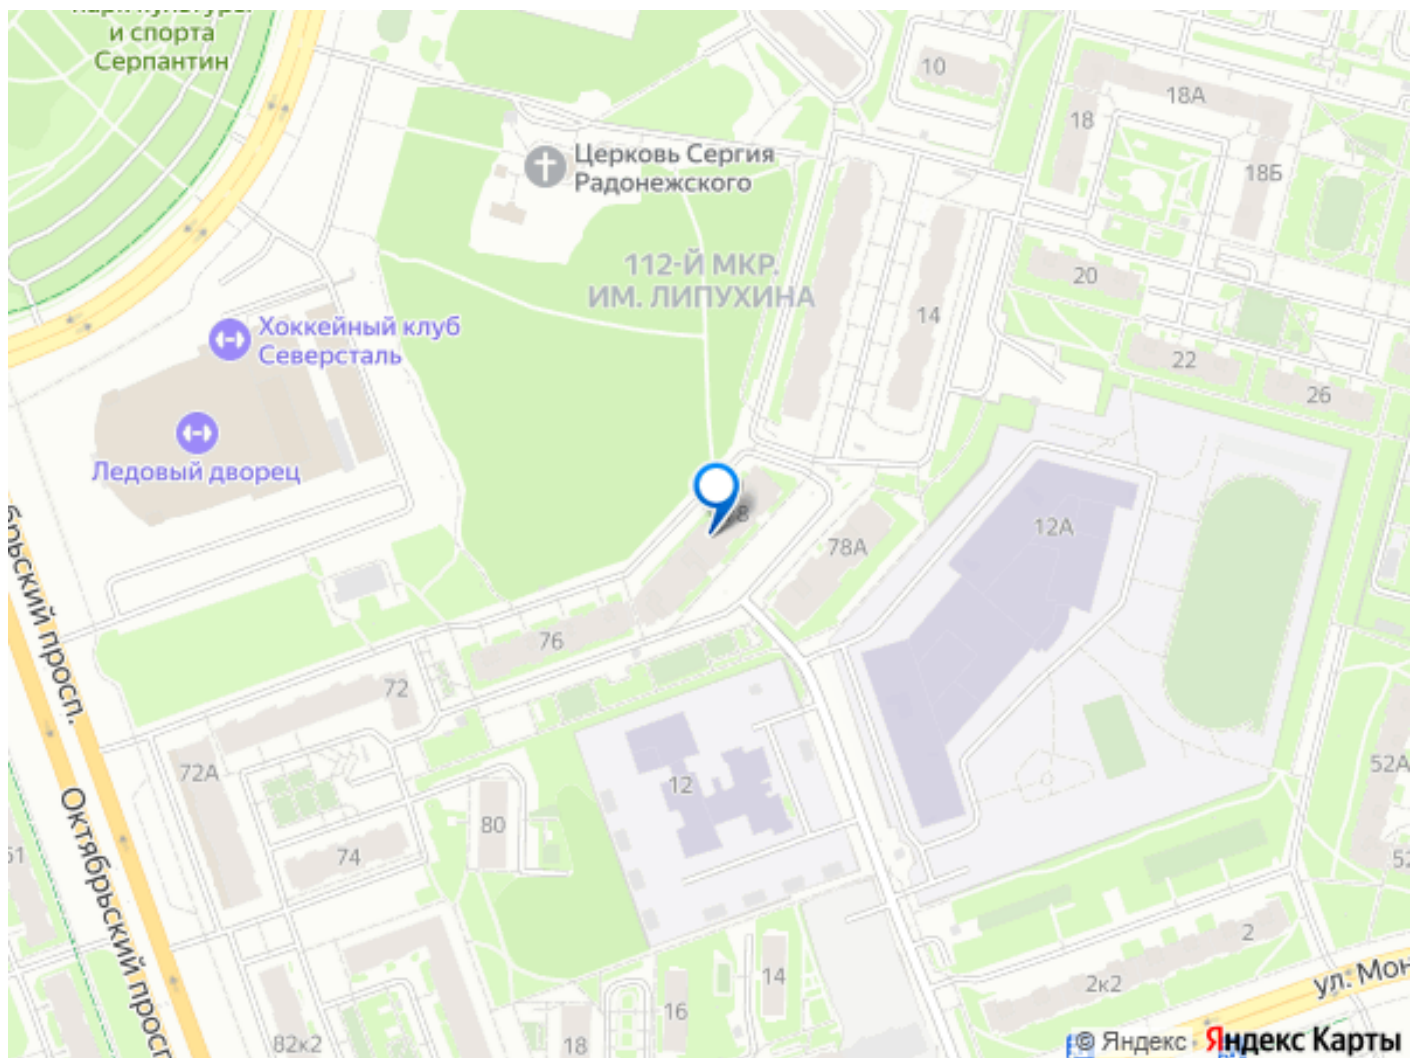 и спорта
Серпантин
10
18А
18
18Б
Церковь Сергия
Радонежского
112-Й МКР.
ИМ. ЛИПУХИНА
20
14
Хоккейный клуб
Северсталь
22
26
Ледовый дворец
12А
78А
76
72
72А
12
52А
80
74
Октябрьский просп.
2
14
2к2
ул. Мон
16
18
82к2
© Яндекс
Яндекс Карты